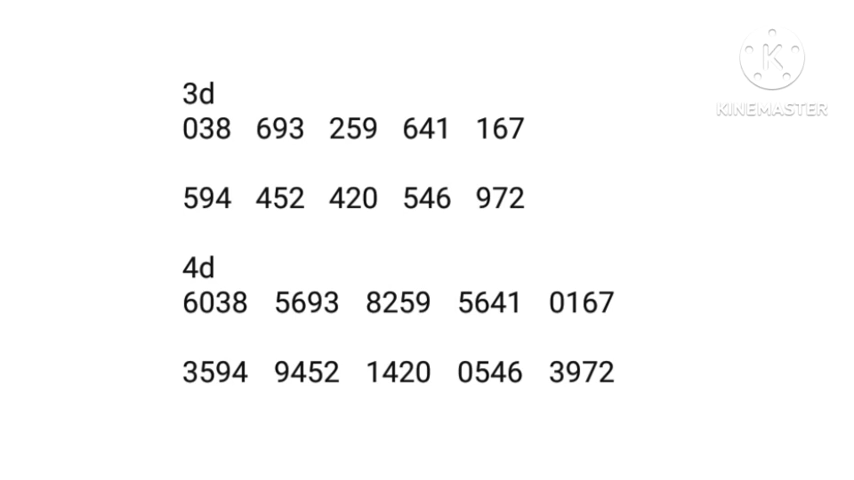 3d
038 693 259 641 167
594 452 420 546 972
4d
6038 5693 8259 5641 0167
3594 9452 1420 0546 3972
KINEMASTER